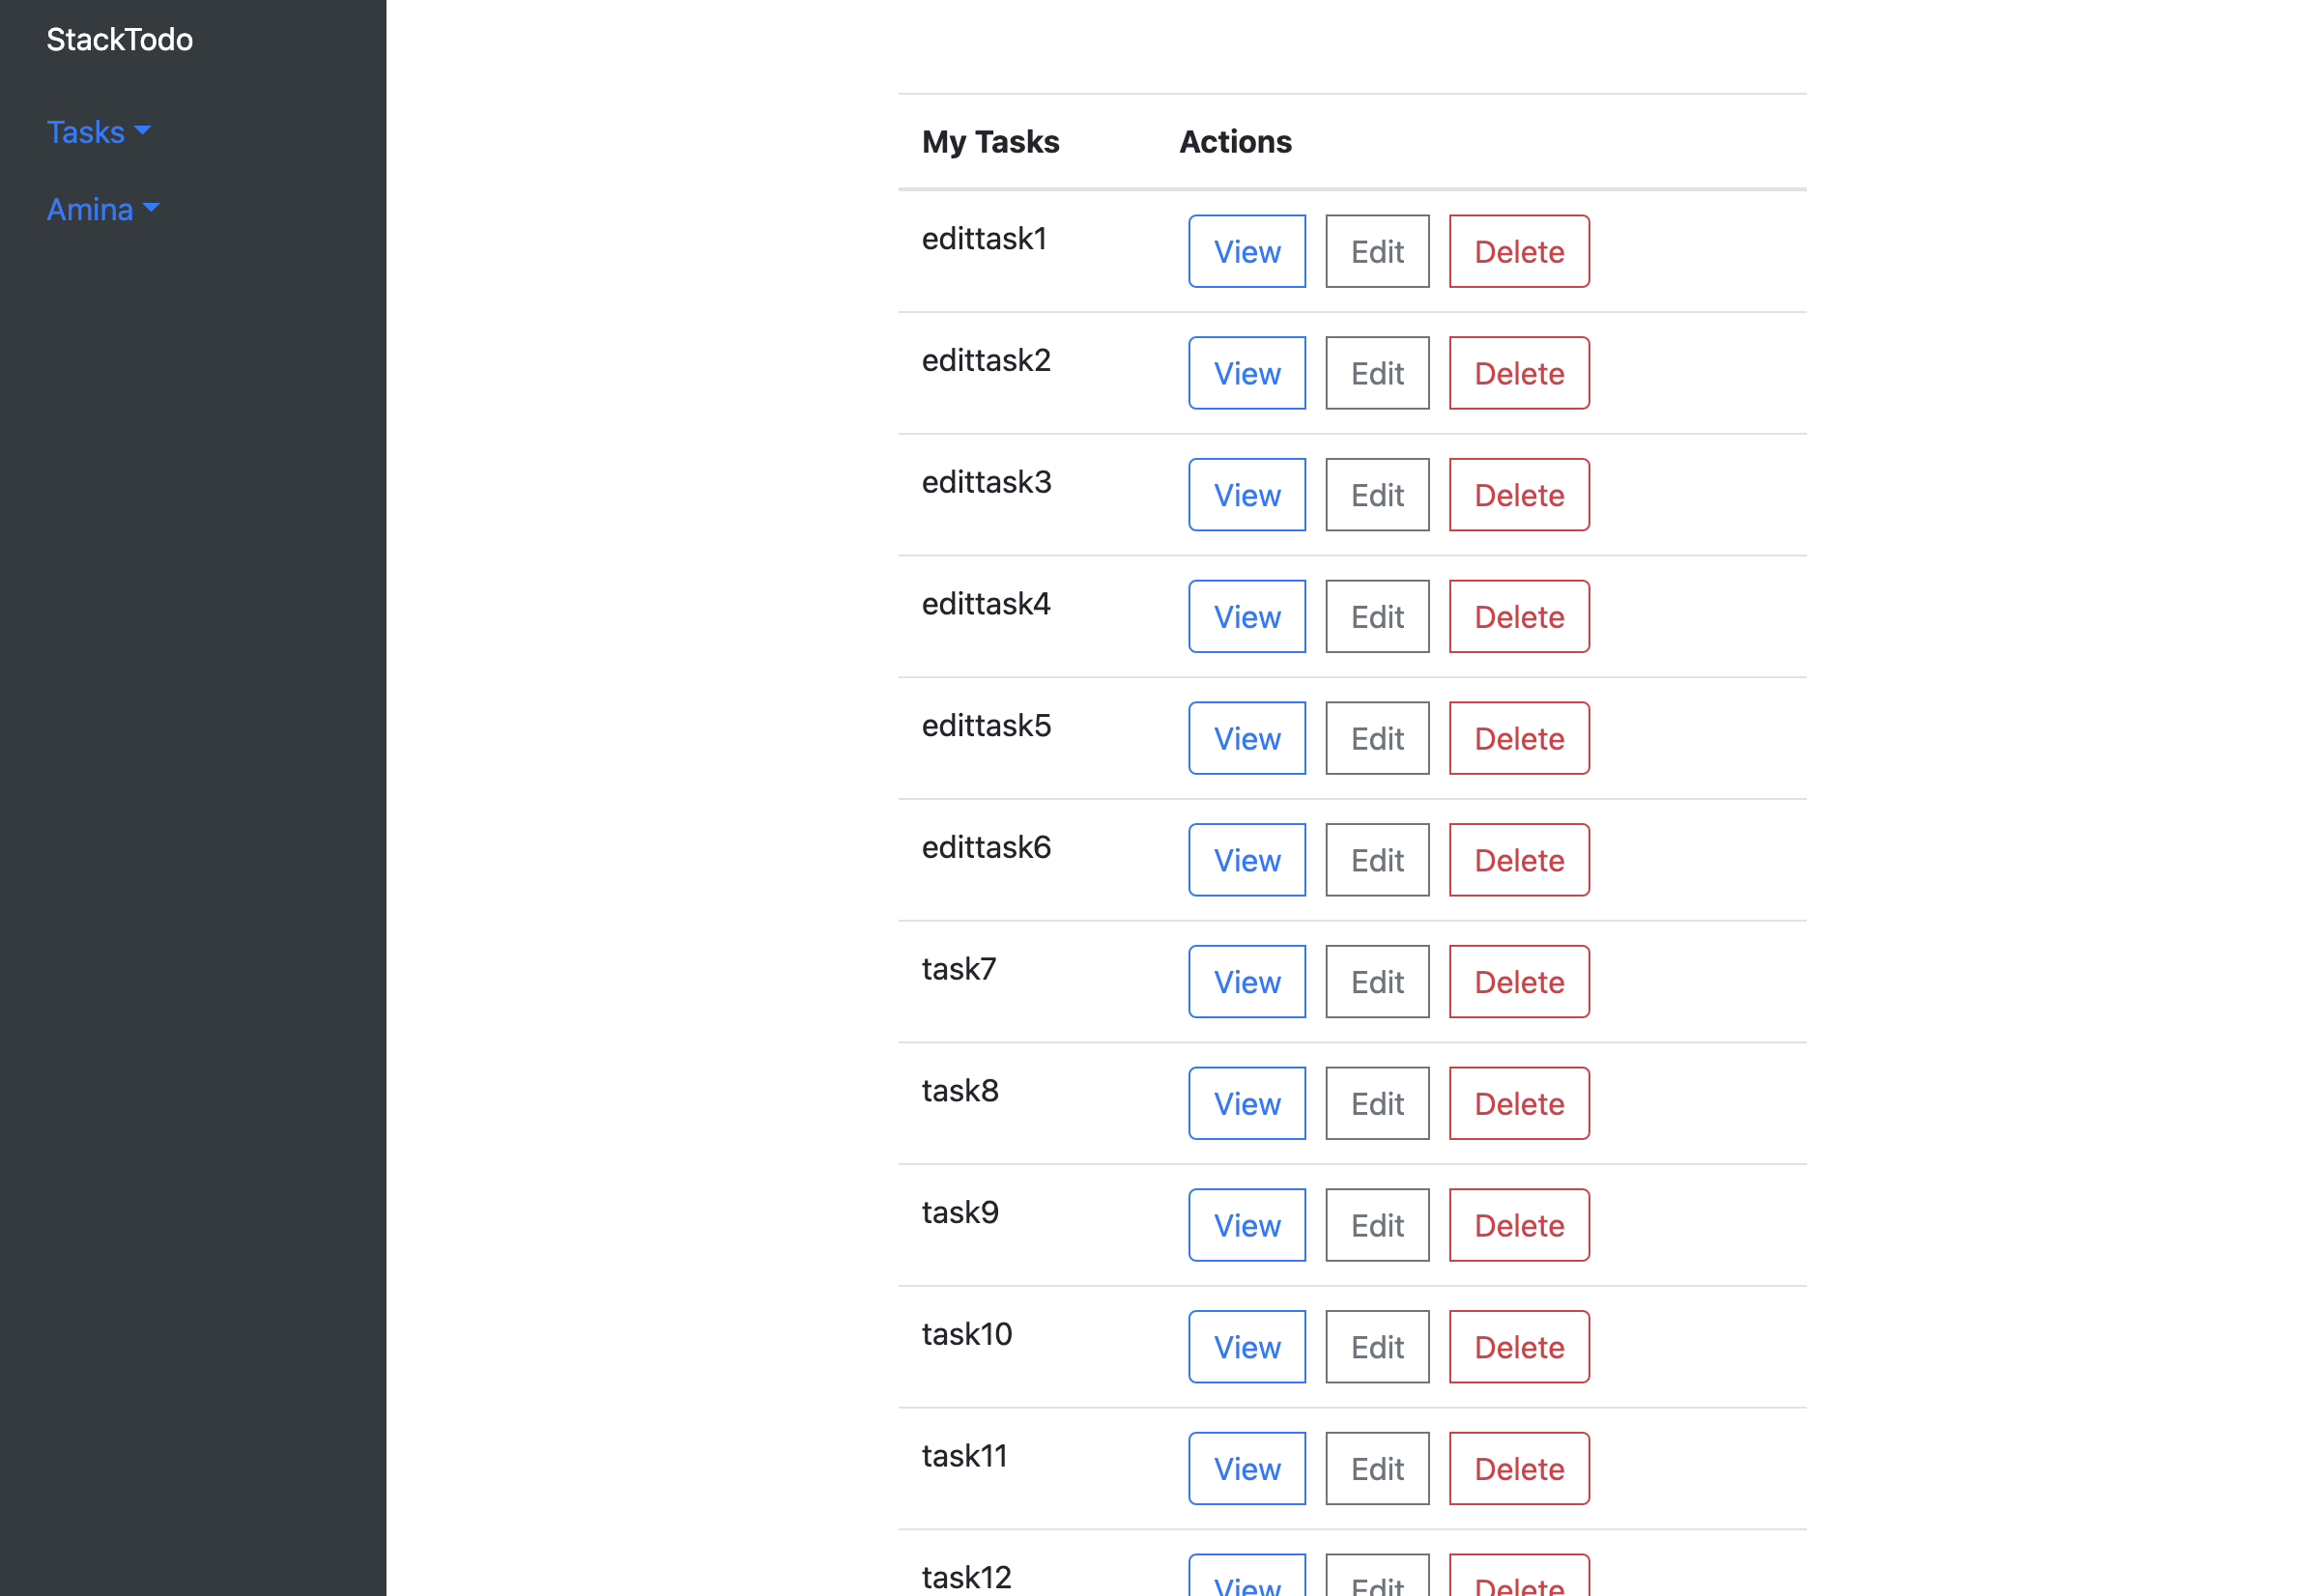 StackTodo
Tasks
Amina
My Tasks Actions
edittask1 View Edit Delete
edittask2 View Edit Delete
edittask3 View Edit Delete
edittask4 View Edit Delete
edittask5 View Edit Delete
edittask6 View Edit Delete
task7 View Edit Delete
task8 View Edit Delete
task9 View Edit Delete
task10 View Edit Delete
task11 View Edit Delete
task12 View Edit Delete